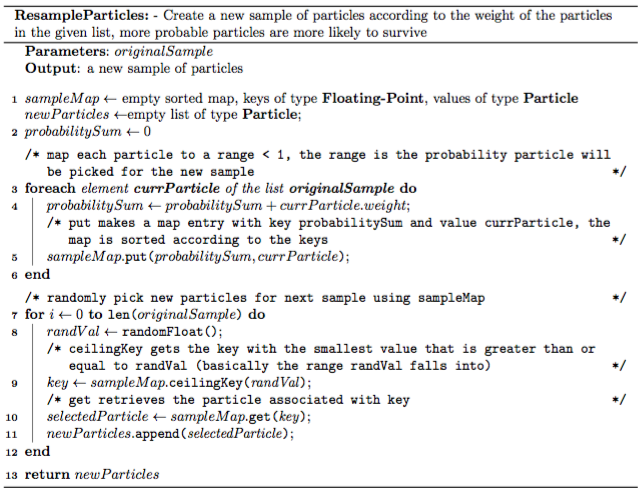 ResampleParticles: - Create a new sample of particles according to the weight of the particles
in the given list, more probable particles are more likely to survive
Parameters: originalSample
Output: a new sample of particles
1 sampleMap ← empty sorted map, keys of type Floating-Point, values of type Particle
newParticles ←empty list of type Particle;
2 probabilitySum ← 0
/* map each particle to a range < 1, the range is the probability particle will
be picked for the new sample */
3 foreach element currParticle of the list originalSample do
4 probabilitySum ← probabilitySum + currParticle.weight;
/* put makes a map entry with key probabilitySum and value currParticle, the
map is sorted according to the keys */
5 sampleMap.put(probabilitySum, currParticle);
6 end
/* randomly pick new particles for next sample using sampleMap */
7 for i ← 0 to len(originalSample) do
8 randVal ← randomFloat();
/* ceilingKey gets the key with the smallest value that is greater than or
equal to randVal (basically the range randVal falls into) */
9 key ← sampleMap.ceilingKey(randVal);
/* get retrieves the particle associated with key */
10 selectedParticle ← sampleMap.get(key);
11 newParticles.append(selectedParticle);
12 end
13 return newParticles